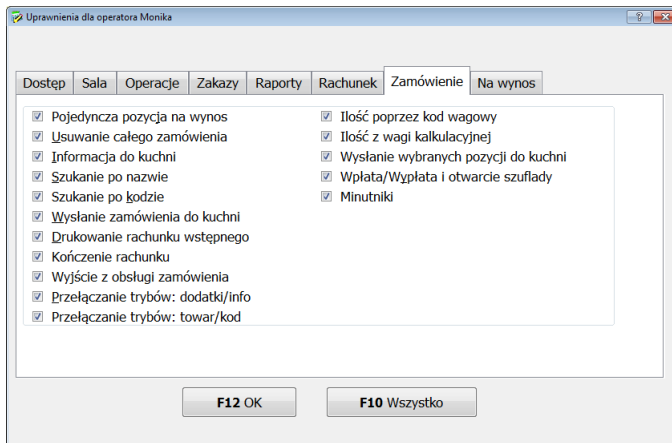 Uprawnienia dla operatora Monika
Dostęp Sala Operacje Zakazy Raporty Rachunek Zamówienie Na wynos
Pojedyncza pozycja na wynos
Usuwanie całego zamówienia
Informacja do kuchni
Szukanie po nazwie
Szukanie po kodzie
Wysłanie zamówienia do kuchni
Drukowanie rachunku wstępnego
Kończenie rachunku
Wyjście z obsługi zamówienia
Przełączanie trybów: dodatki/info
Przełączanie trybów: towar/kod
Ilość poprzez kod wagowy
Ilość z wagi kalkulacyjnej
Wysłanie wybranych pozycji do kuchni
Wpłata/Wypłata i otwarcie szuflady
Minutniki
F12 OK
F10 Wszystko